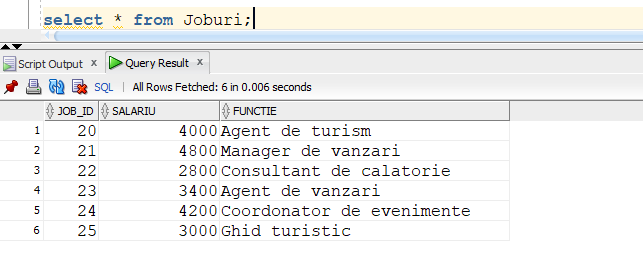 select * from Joburi;
Script Output x Query Result x
SQL | All Rows Fetched: 6 in 0.006 seconds
JOB_ID SALARIU FUNCTIE
1 20 4000 Agent de turism
2 21 4800 Manager de vanzari
3 22 2800 Consultant de calatorie
4 23 3400 Agent de vanzari
5 24 4200 Coordonator de evenimente
6 25 3000 Ghid turistic